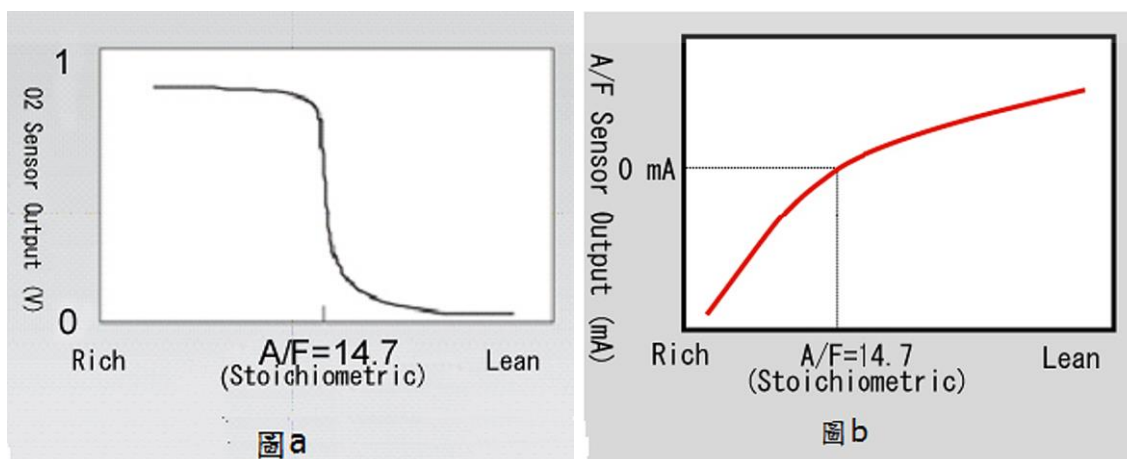 1
O2 Sensor Output (V)
0
Rich
A/F=14.7
(Stoichiometric)
Lean
圖a
A/F Sensor Output (mA)
0 mA
Rich
A/F=14.7
(Stoichiometric)
Lean
圖b